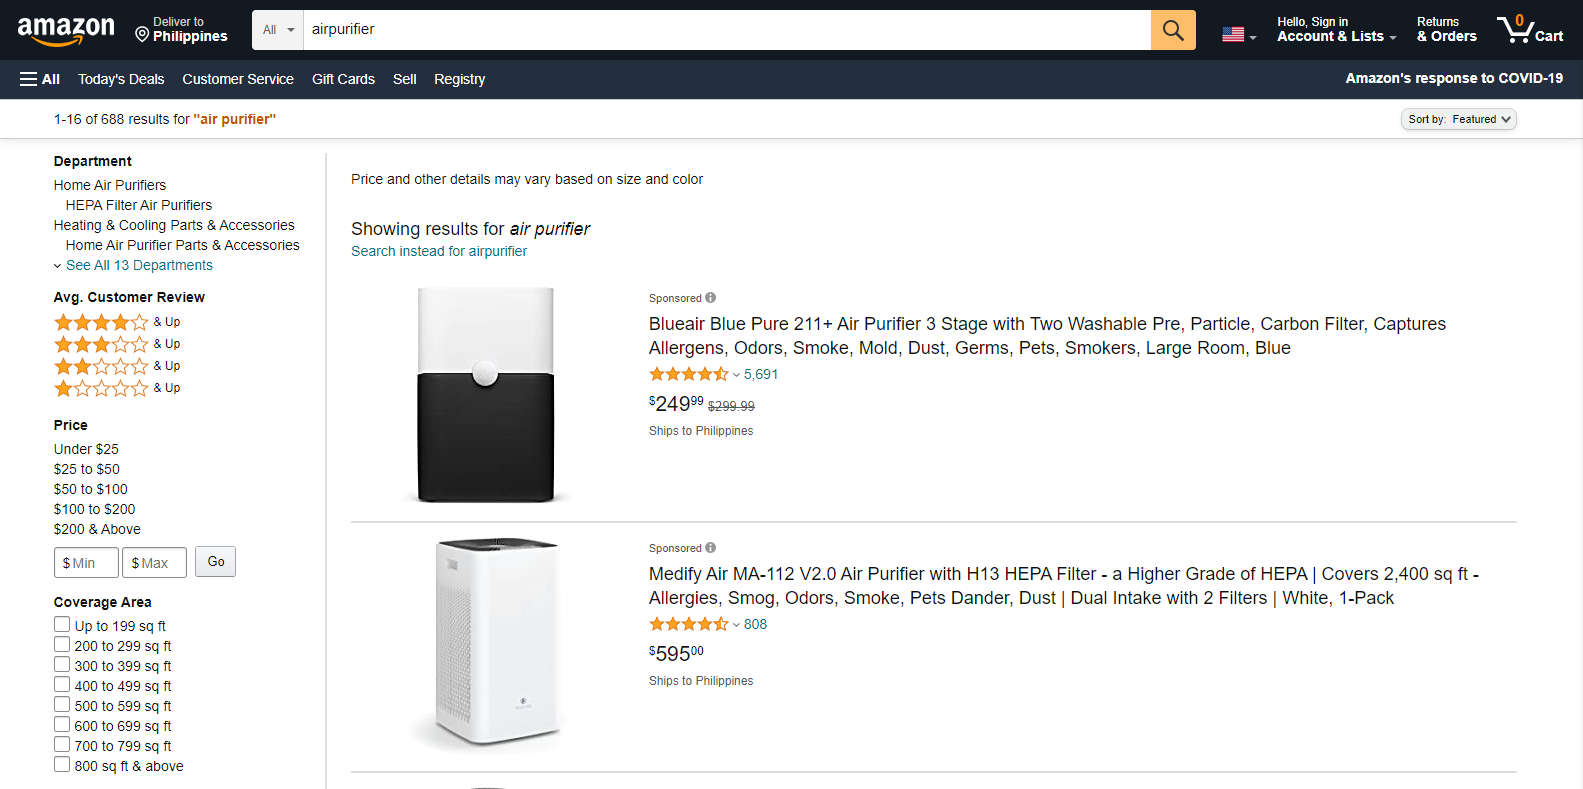 amazon
Deliver to
Philippines
All
airpurifier
Hello, Sign in
Account & Lists
Returns
& Orders
0
Cart
All
Today's Deals
Customer Service
Gift Cards
Sell
Registry
Amazon's response to COVID-19
1-16 of 688 results for "air purifier"
Sort by: Featured
Department
Home Air Purifiers
HEPA Filter Air Purifiers
Heating & Cooling Parts & Accessories
Home Air Purifier Parts & Accessories
See All 13 Departments
Avg. Customer Review
& Up
& Up
& Up
& Up
Price
Under $25
$25 to $50
$50 to $100
$100 to $200
$200 & Above
$ Min
$ Max
Go
Coverage Area
Up to 199 sq ft
200 to 299 sq ft
300 to 399 sq ft
400 to 499 sq ft
500 to 599 sq ft
600 to 699 sq ft
700 to 799 sq ft
800 sq ft & above
Price and other details may vary based on size and color
Showing results for air purifier
Search instead for airpurifier
Sponsored
Blueair Blue Pure 211+ Air Purifier 3 Stage with Two Washable Pre, Particle, Carbon Filter, Captures
Allergens, Odors, Smoke, Mold, Dust, Germs, Pets, Smokers, Large Room, Blue
5,691
$24999 $299.99
Ships to Philippines
Sponsored
Medify Air MA-112 V2.0 Air Purifier with H13 HEPA Filter - a Higher Grade of HEPA | Covers 2,400 sq ft -
Allergies, Smog, Odors, Smoke, Pets Dander, Dust | Dual Intake with 2 Filters | White, 1-Pack
808
$59500
Ships to Philippines